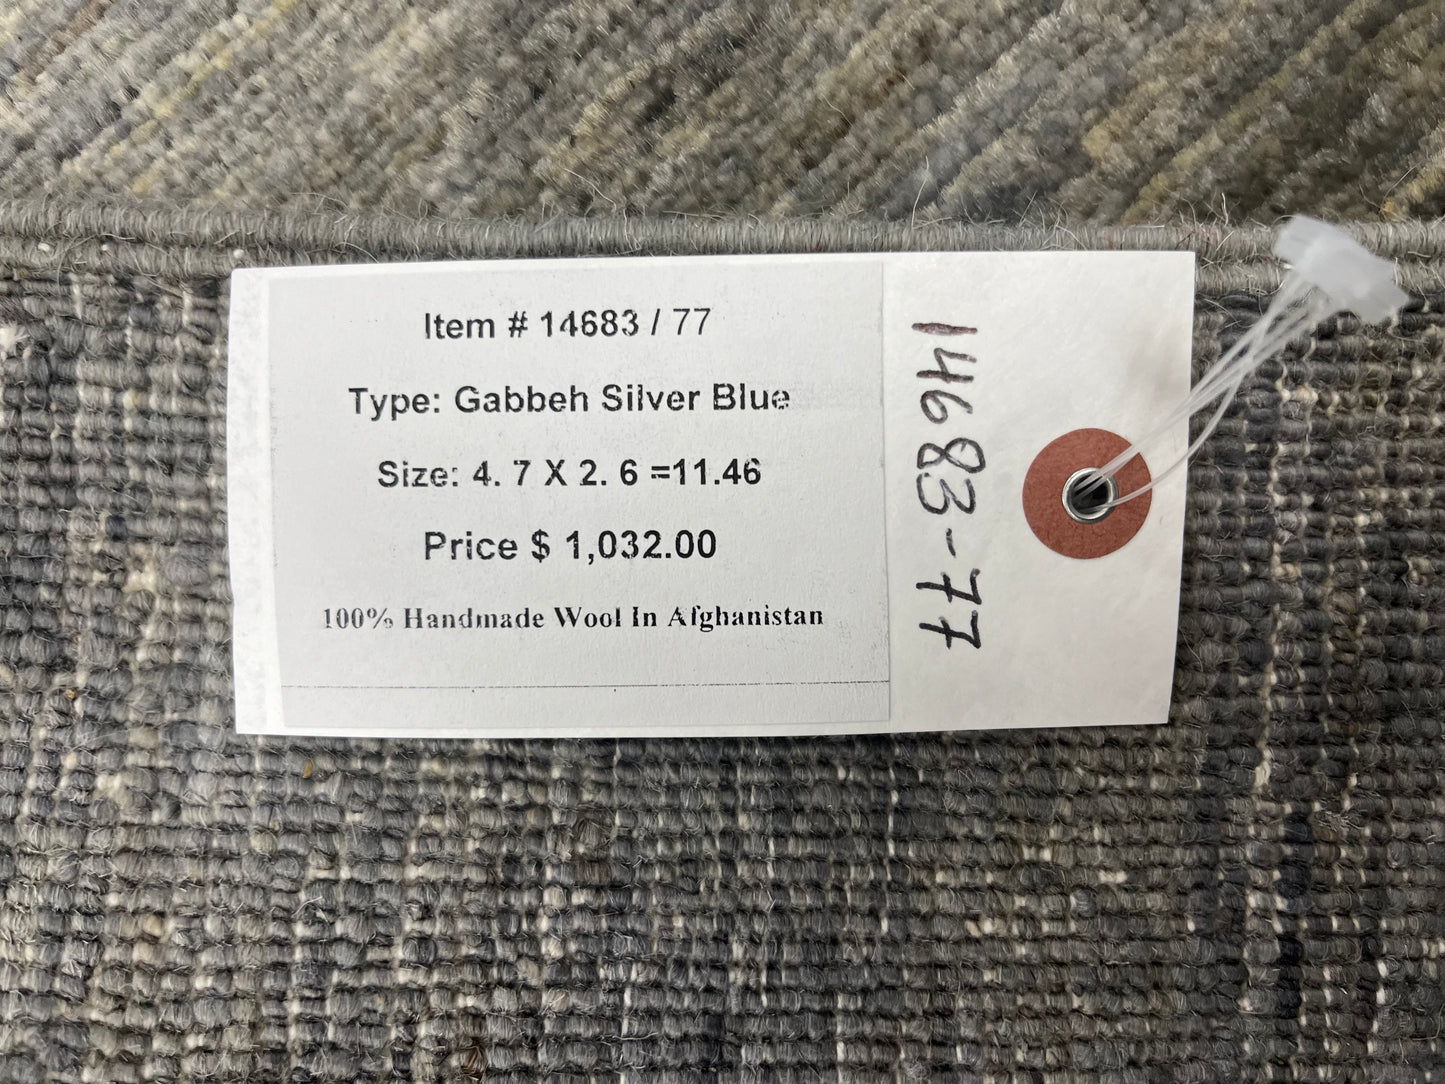 Item # 14683 / 77
Type: Gabbeh Silver Blue
Size: 4. 7 X 2. 6 =11.46
Price $ 1,032.00
100% Handmade Wool In Afghanistan
14683-77